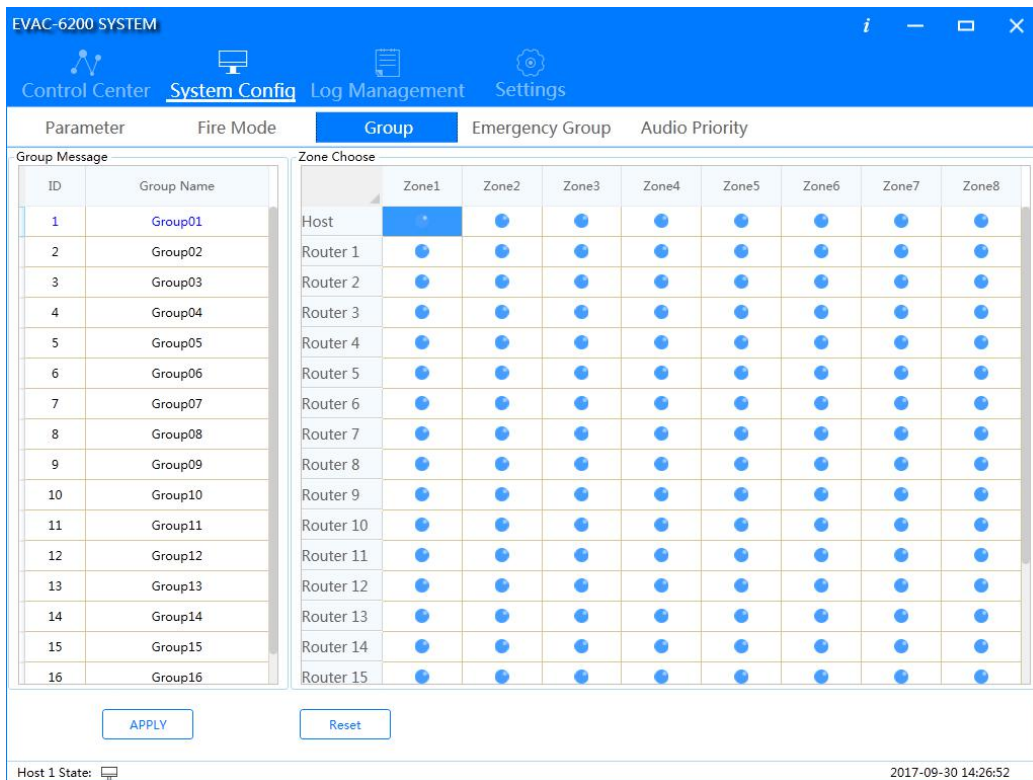 EVAC-6200 SYSTEM
i
Control Center System Config Log Management Settings
Parameter Fire Mode Group Emergency Group Audio Priority
Group Message Zone Choose
ID Group Name Zone1 Zone2 Zone3 Zone4 Zone5 Zone6 Zone7 Zone8
1 Group01 Host
2 Group02 Router 1
3 Group03 Router 2
4 Group04 Router 3
5 Group05 Router 4
6 Group06 Router 5
7 Group07 Router 6
8 Group08 Router 7
9 Group09 Router 8
10 Group10 Router 9
11 Group11 Router 10
12 Group12 Router 11
13 Group13 Router 12
14 Group14 Router 13
15 Group15 Router 14
16 Group16 Router 15
APPLY Reset
Host 1 State: 2017-09-30 14:26:52